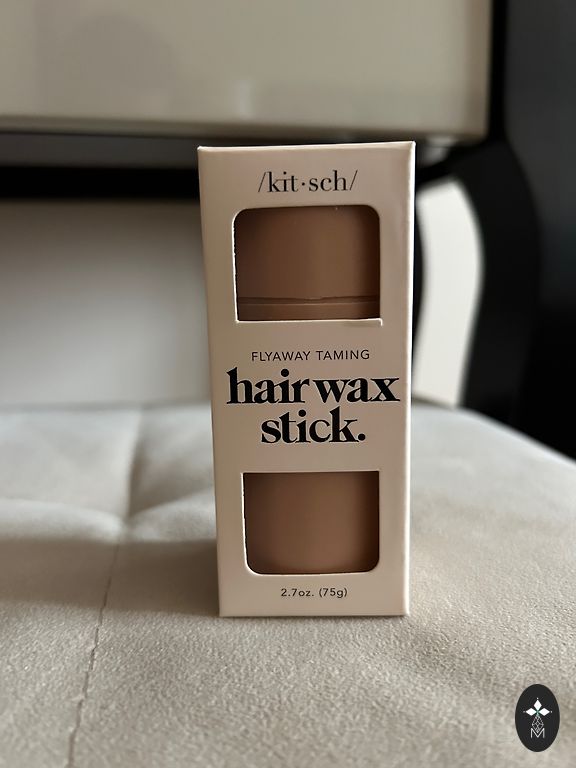 /kit·sch/
FLYAWAY TAMING
hair wax
stick.
2.7oz. (75g)